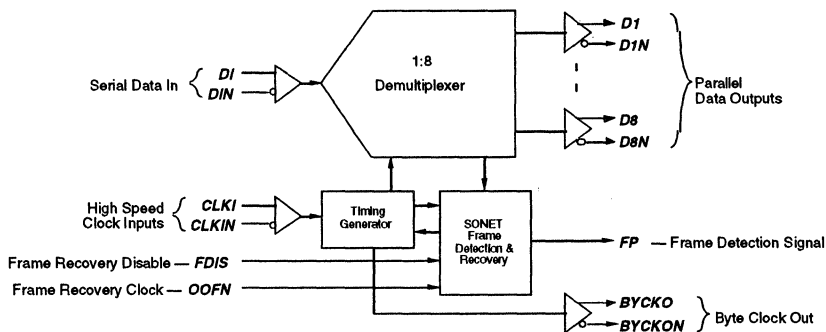 1:8
Demultiplexer
Serial Data In
DI
DIN
D1
D1N
D8
D8N
Parallel
Data Outputs
High Speed
Clock Inputs
CLKI
CLKIN
Timing
Generator
SONET
Frame
Detection &
Recovery
FP — Frame Detection Signal
Frame Recovery Disable — FDIS
Frame Recovery Clock — OOFN
BYCKO
BYCKON
Byte Clock Out